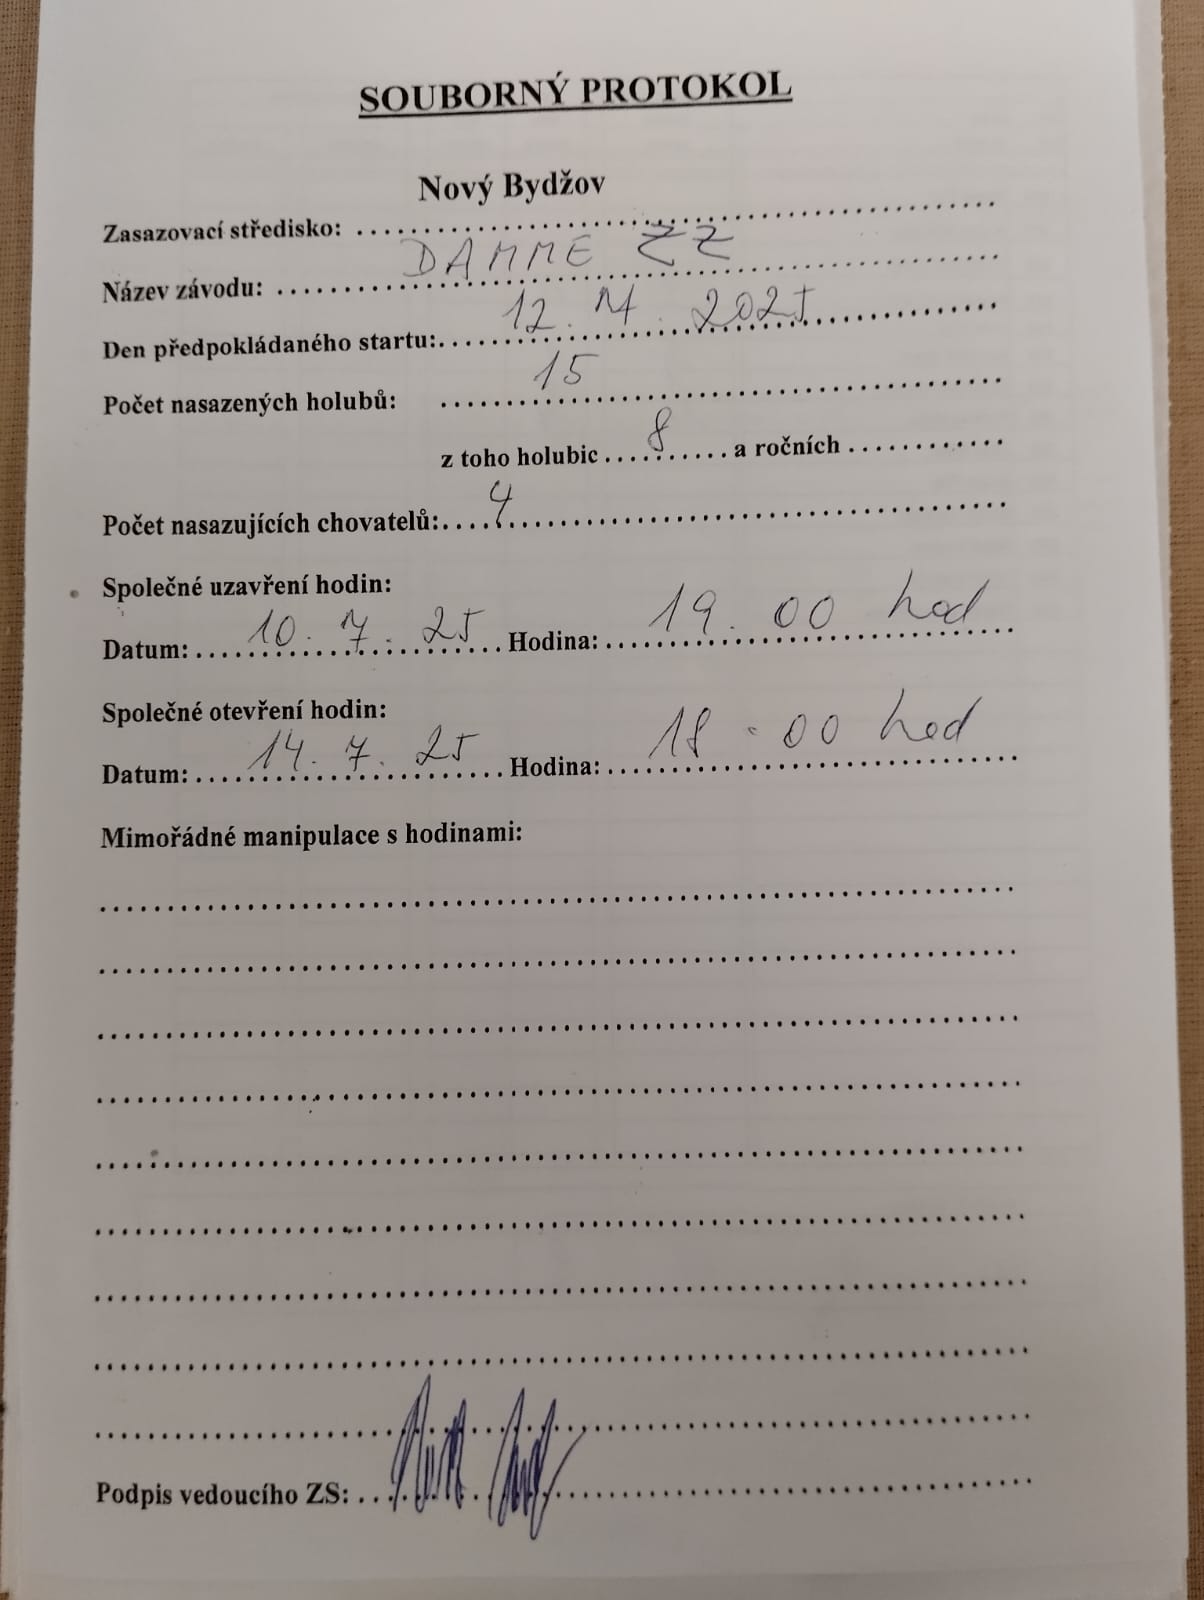 SOUBORNÝ PROTOKOL
Nový Bydžov
Zasazovací středisko:
Název závodu: DAMME ZZ
Den předpokládaného startu: 12. M. 2025
Počet nasazených holubů: 15
z toho holubic 8 a ročních
Počet nasazujících chovatelů: 4
Společné uzavření hodin:
Datum: 10. 7. 25 Hodina: 19. 00 hod
Společné otevření hodin:
Datum: 14. 7. 25 Hodina: 18. 00 hod
Mimořádné manipulace s hodinami:
Podpis vedoucího ZS: